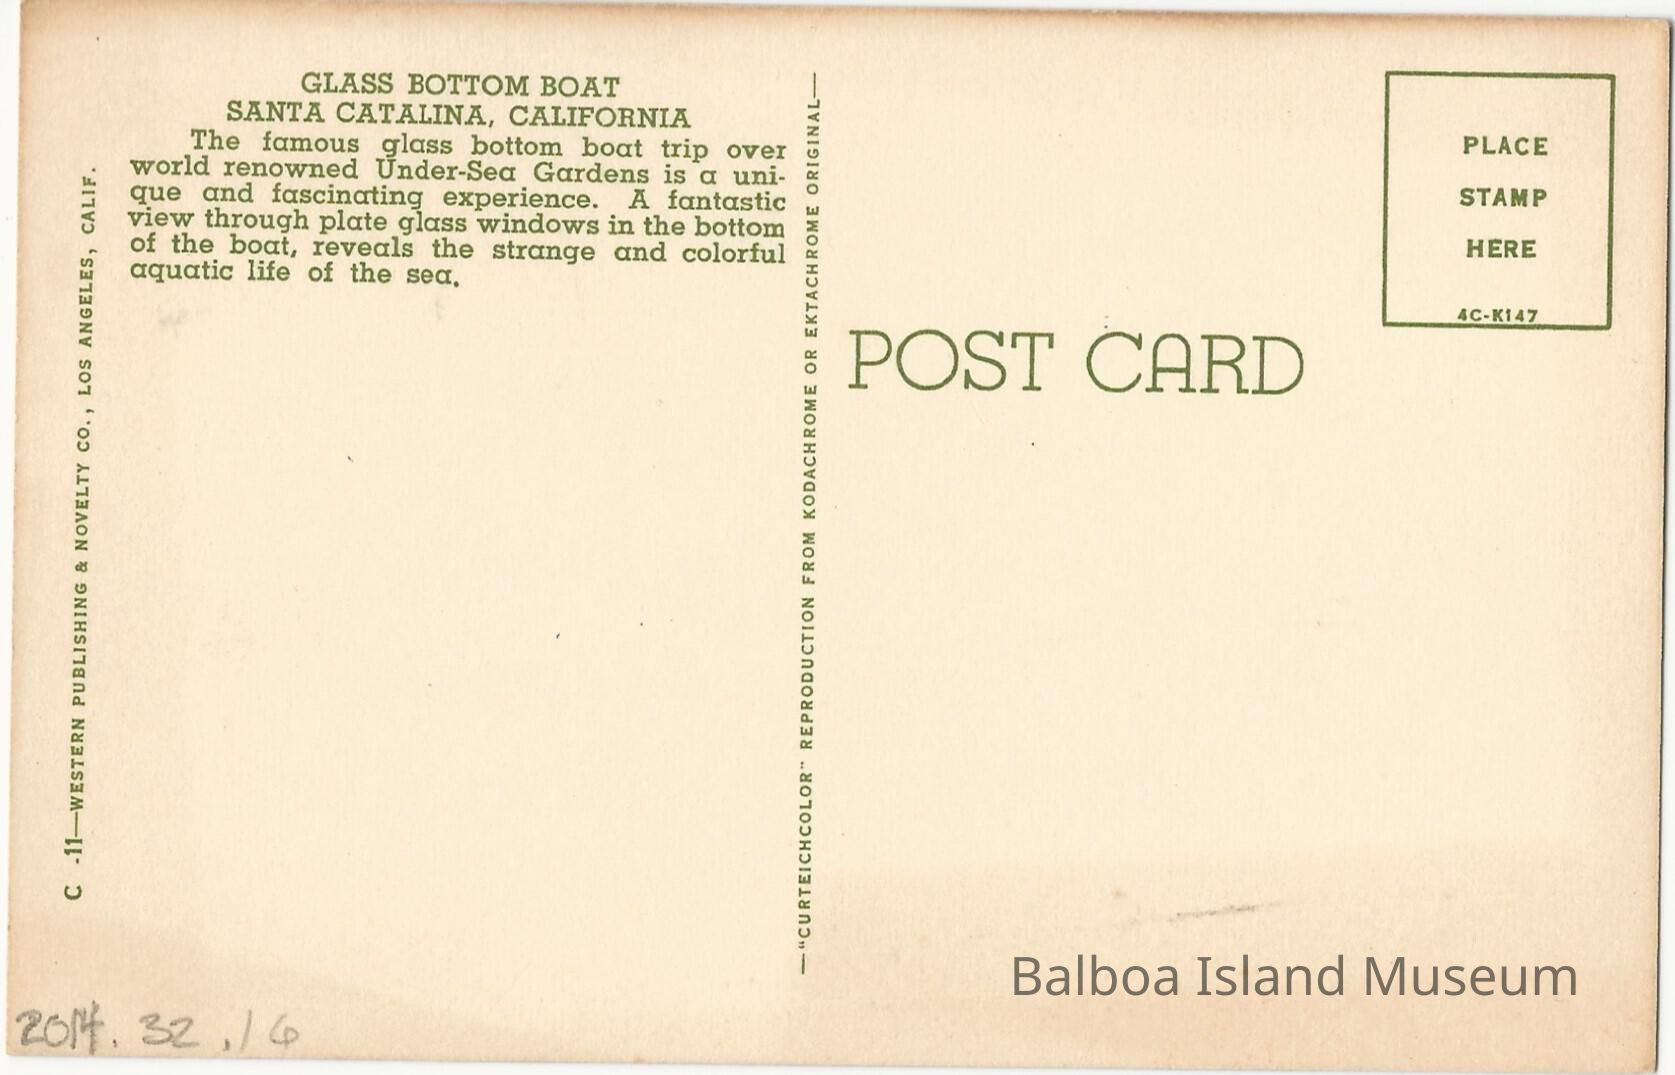 GLASS BOTTOM BOAT
SANTA CATALINA, CALIFORNIA
The famous glass bottom boat trip over
world renowned Under-Sea Gardens is a uni-
que and fascinating experience. A fantastic
view through plate glass windows in the bottom
of the boat, reveals the strange and colorful
aquatic life of the sea.
C -11—WESTERN PUBLISHING & NOVELTY CO., LOS ANGELES, CALIF.
—"CURTEICHCOLOR" REPRODUCTION FROM KODACHROME OR EKTACHROME ORIGINAL—
POST CARD
PLACE
STAMP
HERE
4C-K147
Balboa Island Museum
2014.32.16